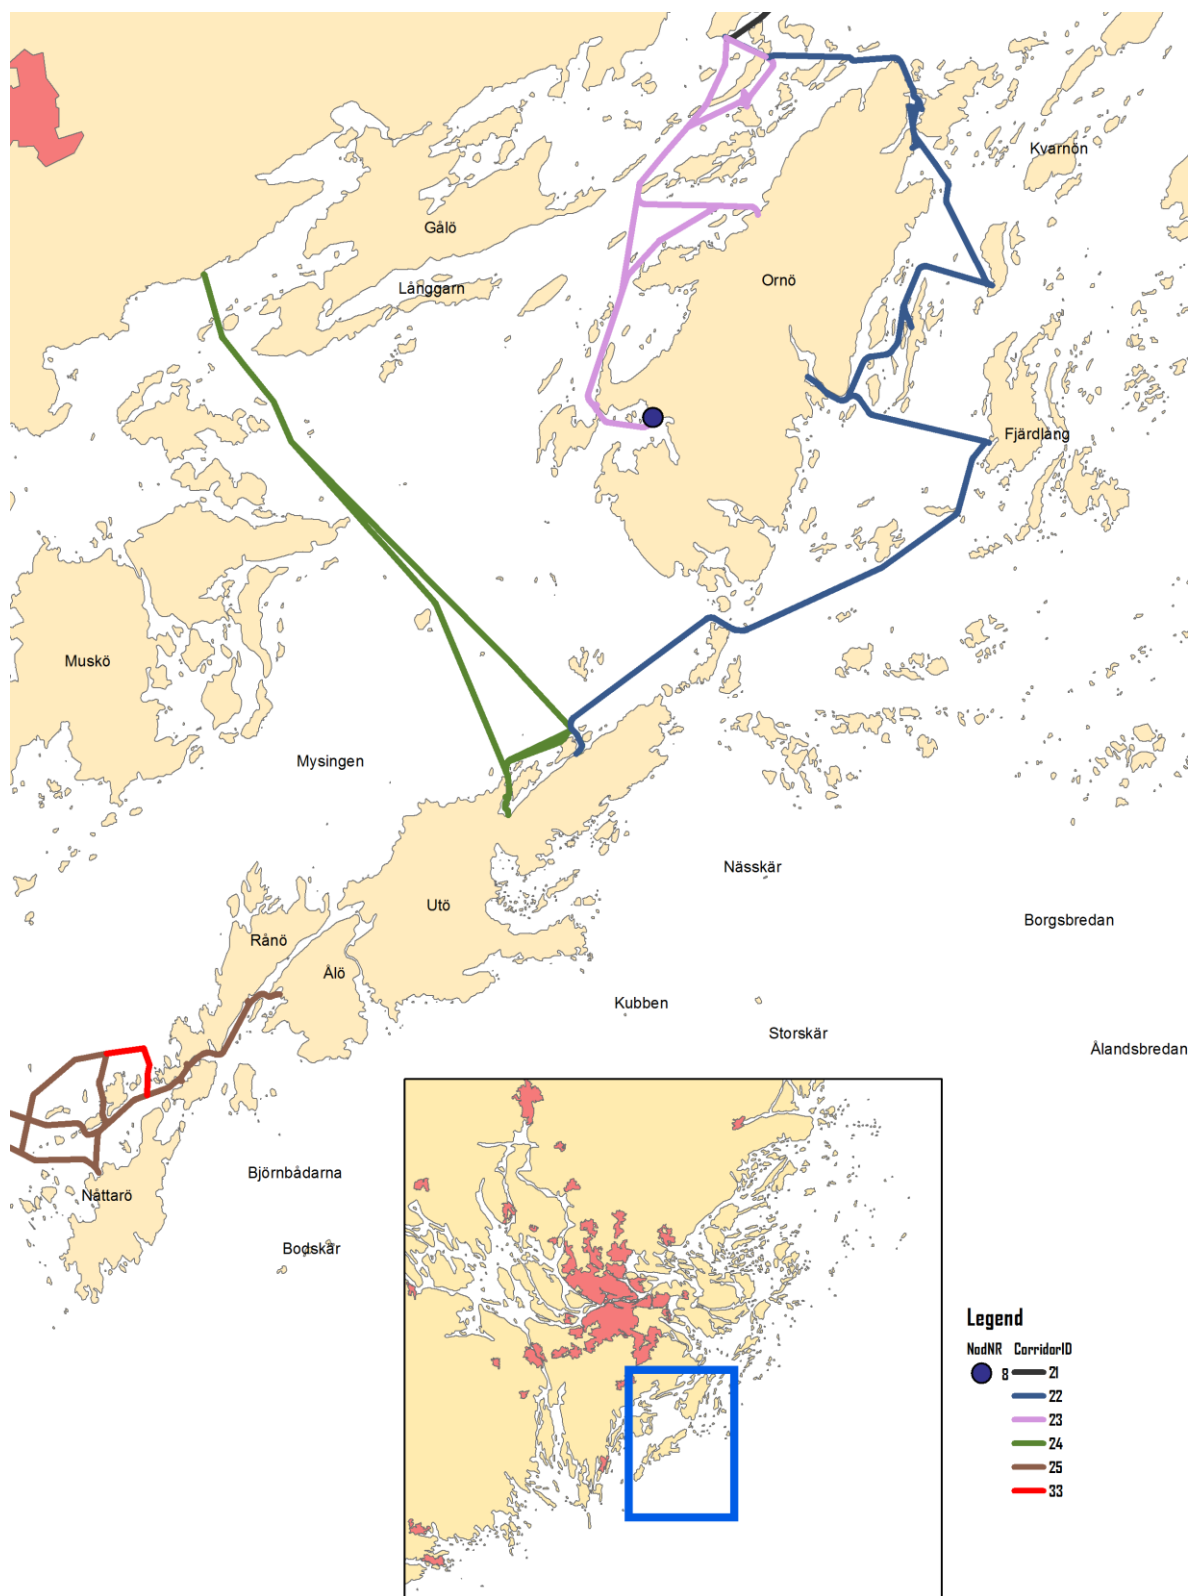 Kvarnön
Gålö
Ornö
Långgarn
Fjärdlång
Muskö
Mysingen
Nässkär
Utö
Borgsbredan
Rånö
Ålö
Kubben
Storskär
Ålandsbredan
Björnbådarna
Nåttarö
Bodskär
Legend
NodNR CorridorID
8 21
22
23
24
25
33